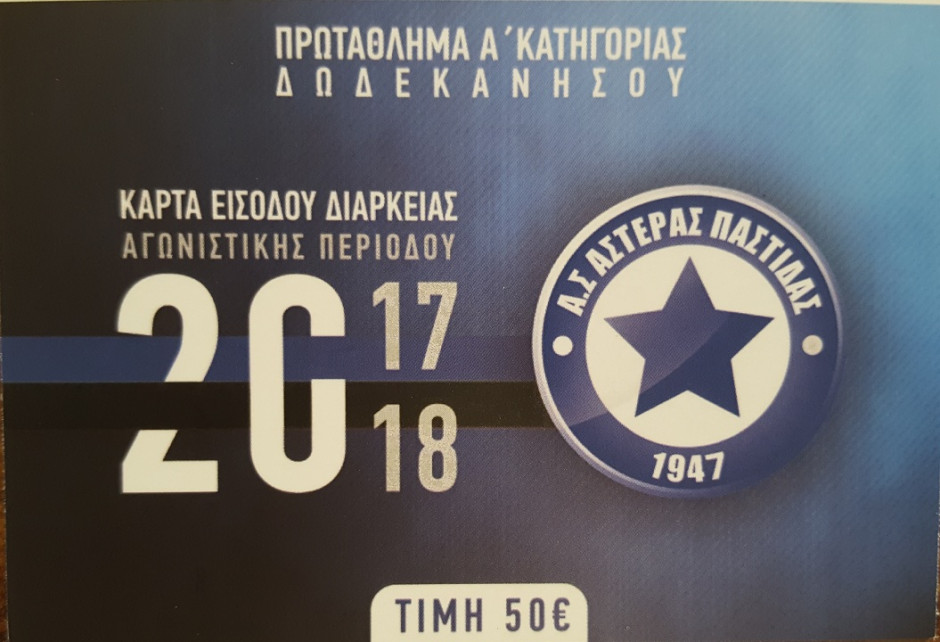 ΠΡΩΤΑΘΛΗΜΑ Α΄ΚΑΤΗΓΟΡΙΑΣ
ΔΩΔΕΚΑΝΗΣΟΥ
ΚΑΡΤΑ ΕΙΣΟΔΟΥ ΔΙΑΡΚΕΙΑΣ
ΑΓΩΝΙΣΤΙΚΗΣ ΠΕΡΙΟΔΟΥ
20 17
18
Α.Σ ΑΣΤΕΡΑΣ ΠΑΣΤΙΔΑΣ
1947
ΤΙΜΗ 50€